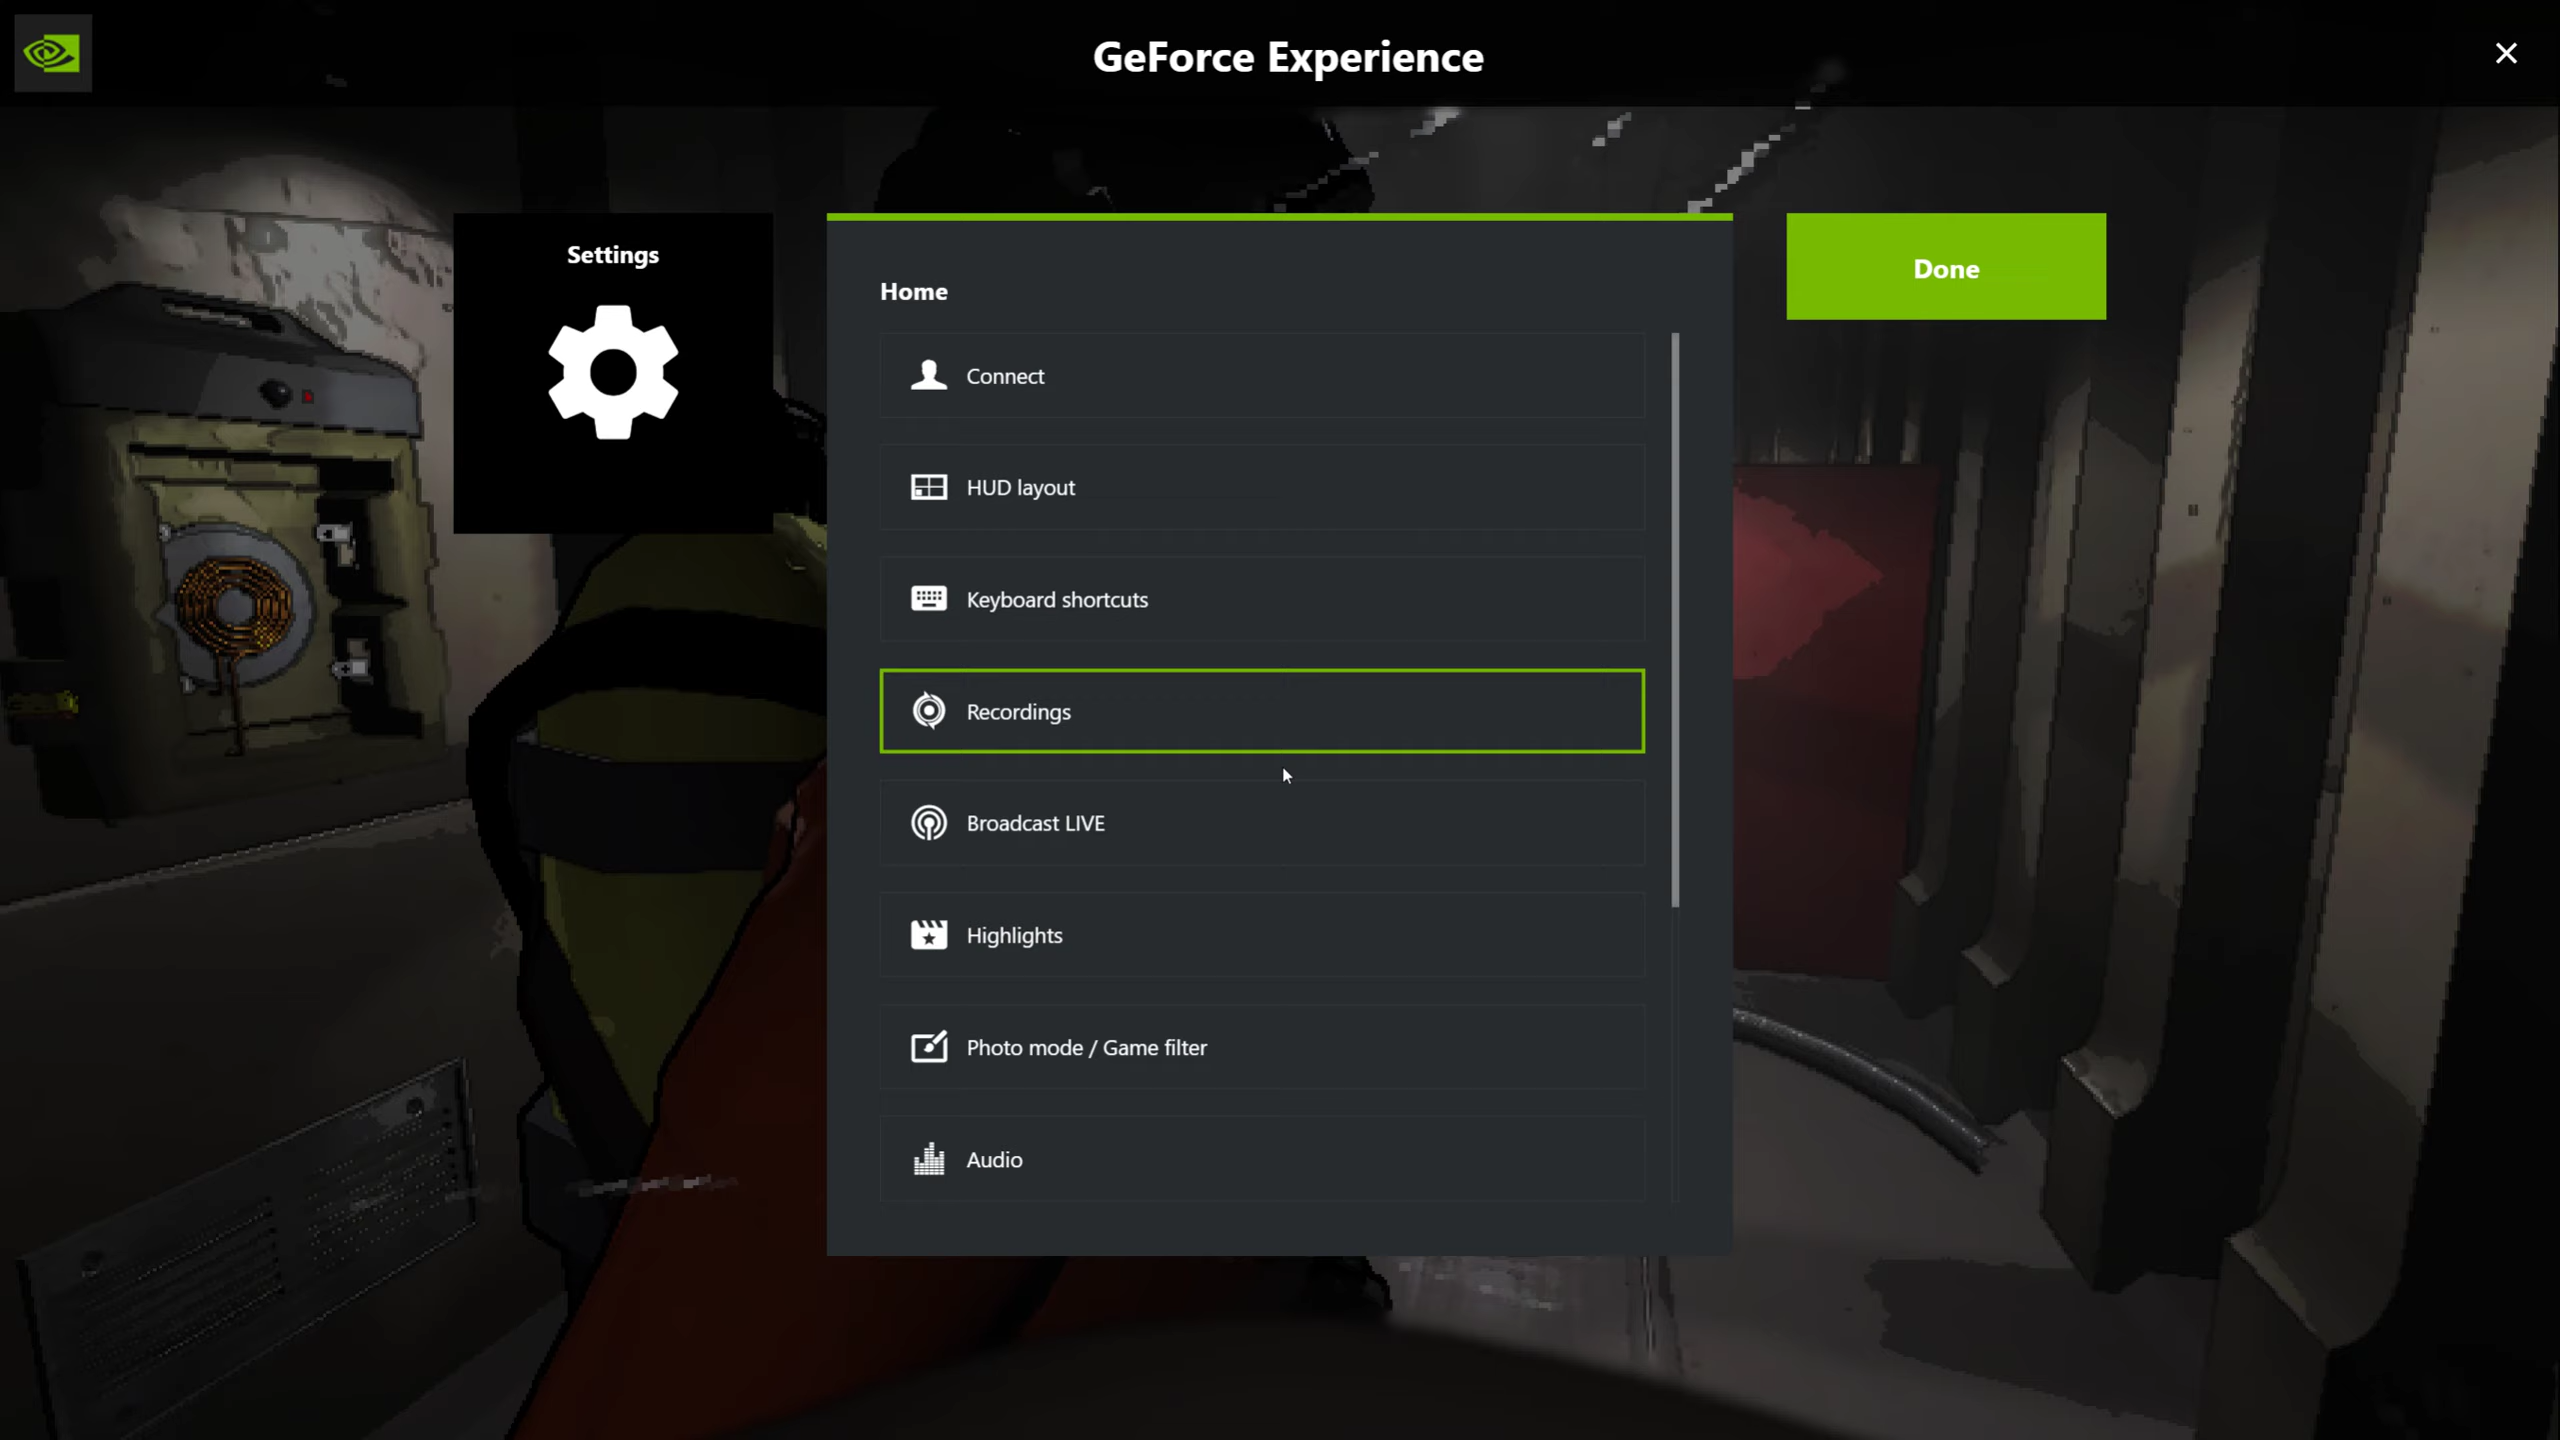 GeForce Experience
Settings
Done
Home
Connect
HUD layout
Keyboard shortcuts
Recordings
Broadcast LIVE
Highlights
Photo mode / Game filter
Audio